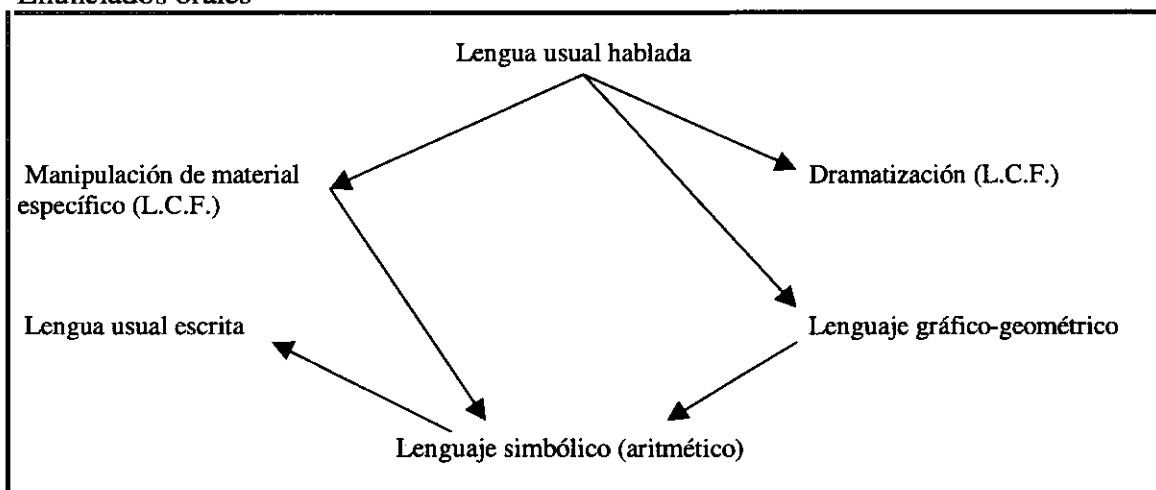 Enunciados orales
Lengua usual hablada
Manipulación de material
específico (L.C.F.)
Dramatización (L.C.F.)
Lengua usual escrita
Lenguaje gráfico-geométrico
Lenguaje simbólico (aritmético)